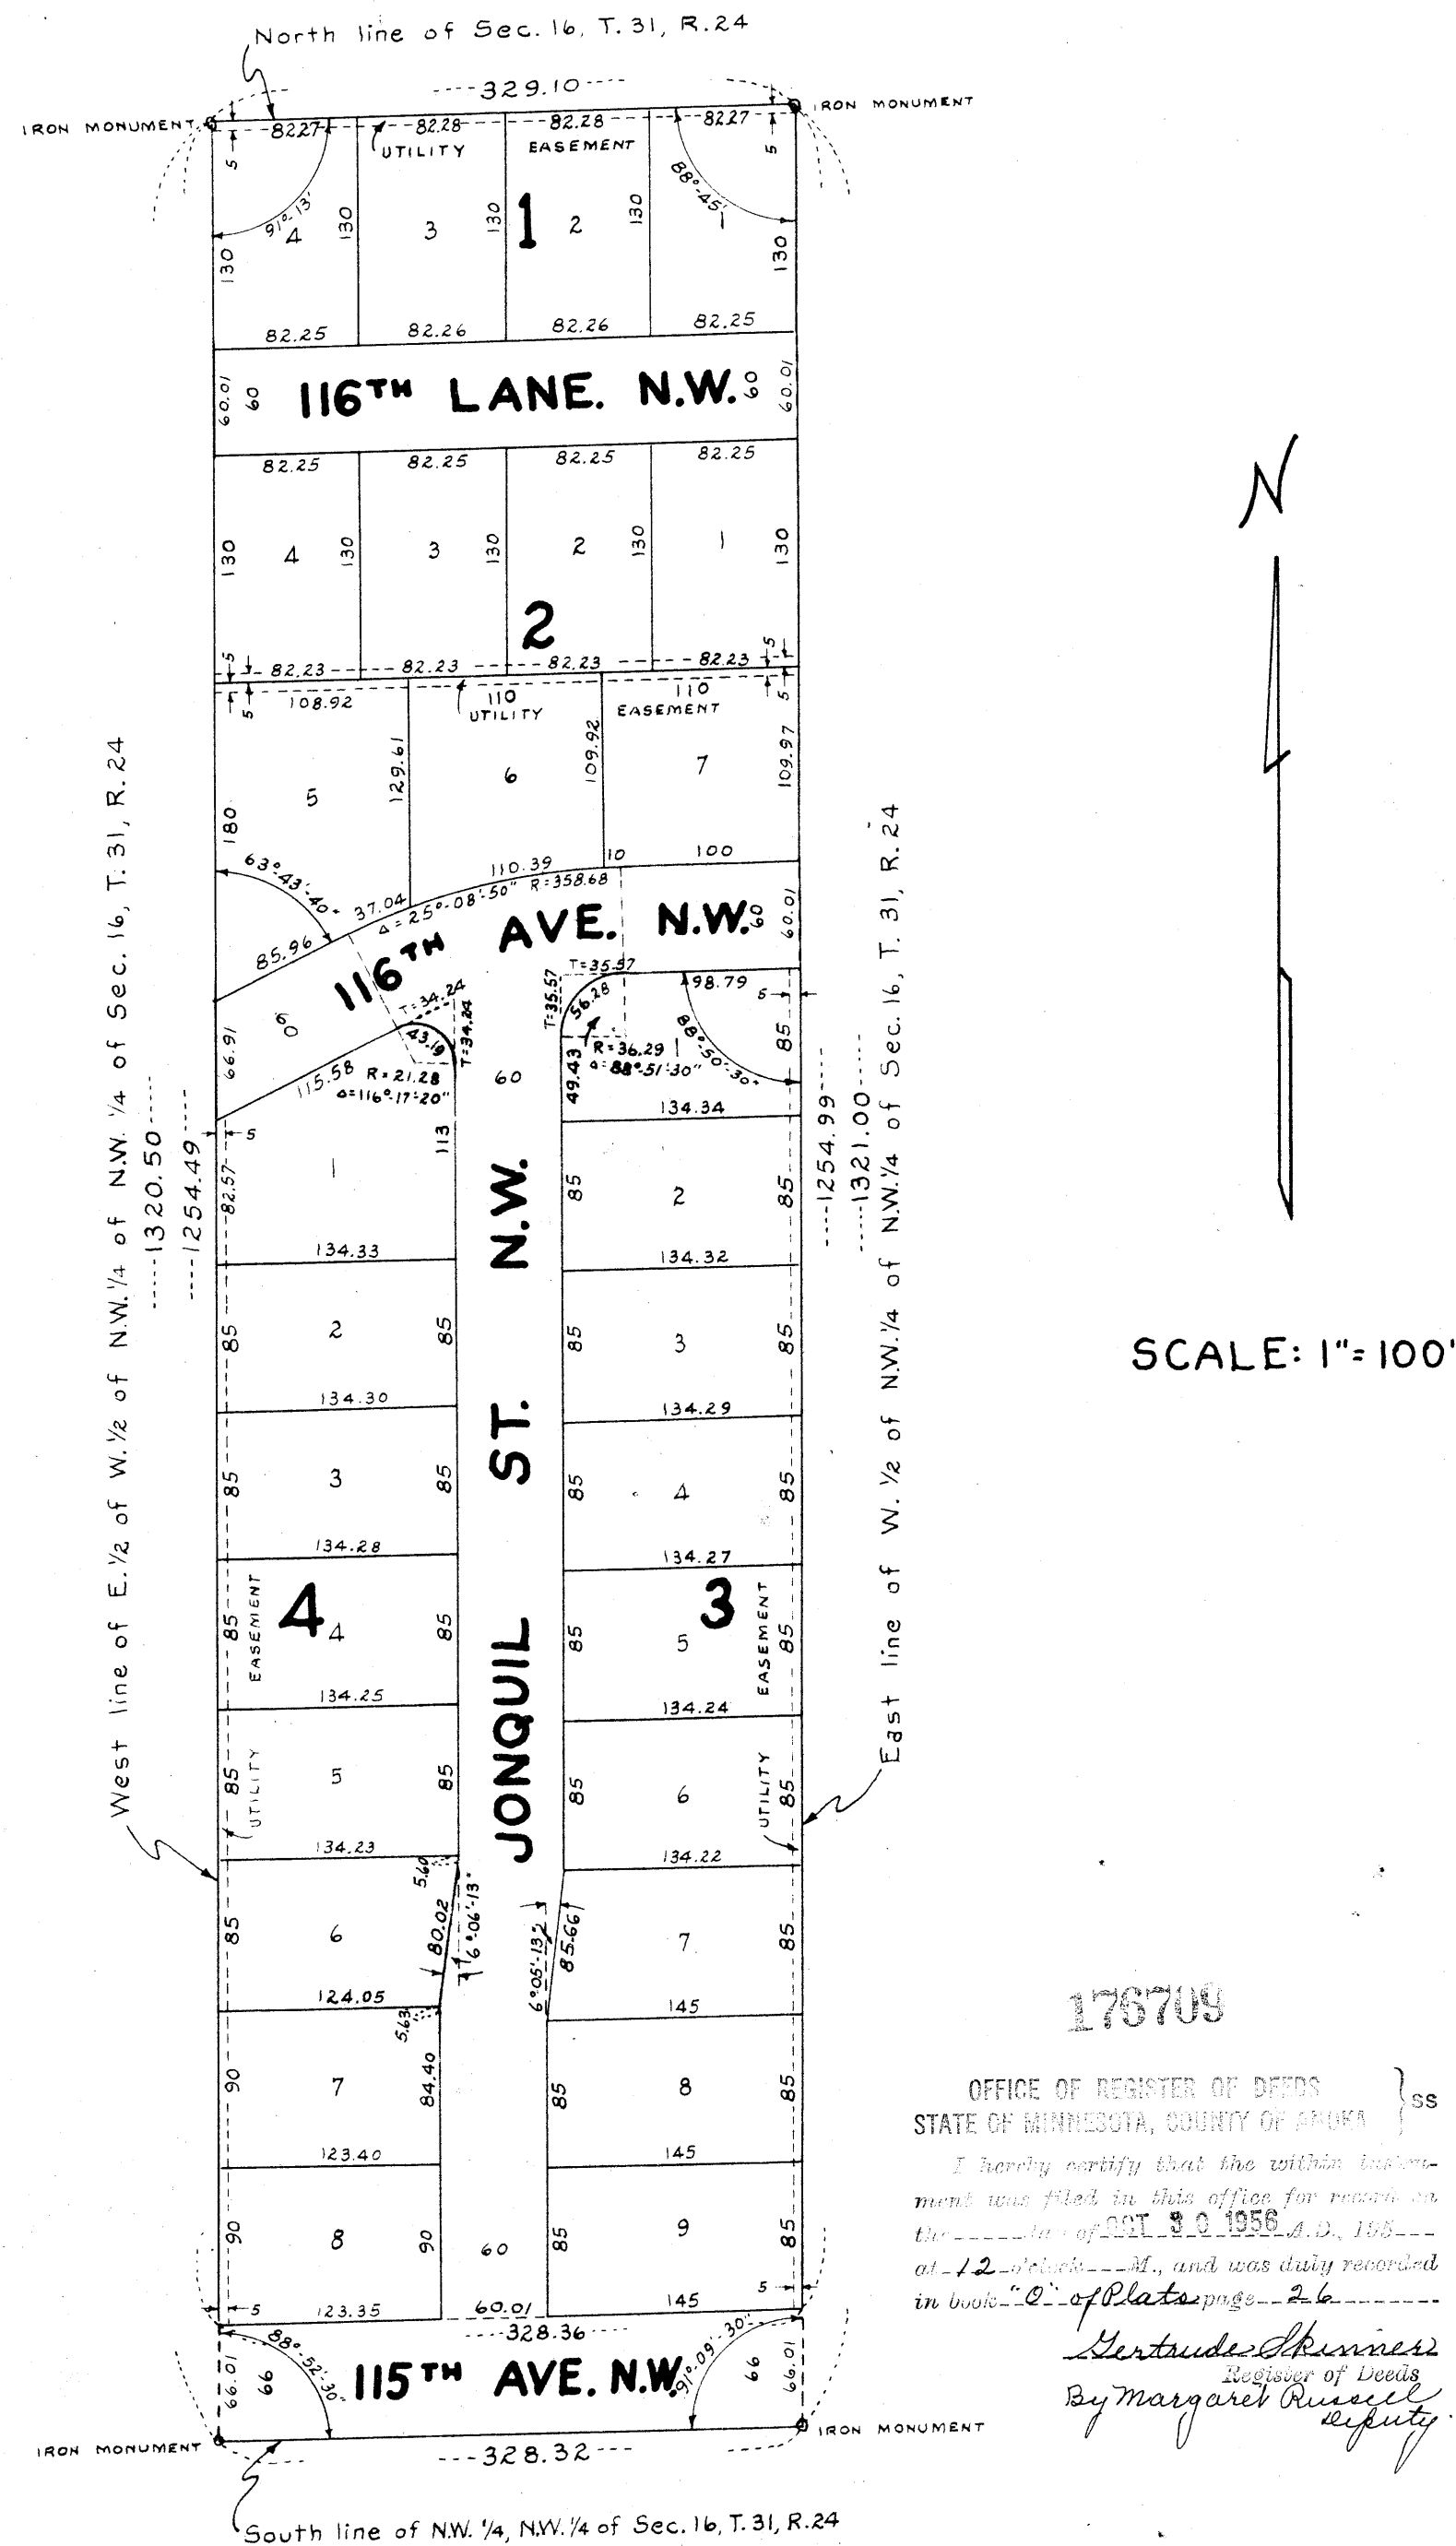 North line of Sec. 16, T. 31, R. 24
----329.10----
IRON MONUMENT
IRON MONUMENT
82.27 82.28 82.28 82.27
5 UTILITY EASEMENT 5
91°-13' 88°-45'
1
4 3 2 1
130 130 130 130 130
82.25 82.26 82.26 82.25
60.01 60 116TH LANE. N.W. 60 60.01
82.25 82.25 82.25 82.25
130 4 130 3 130 2 130 1 130
2
5 82.23 82.23 82.23 82.23 5
5 108.92 110 110 5
UTILITY EASEMENT
180 5 129.61 6 109.92 7 109.97
63°-43'-40"
110.39 10 100
85.96 37.04 Δ=25°-08'-50" R=358.68
116TH AVE. N.W. 60 60.01
66.91 60
T=34.24 T=34.24 43.19
T=35.57 T=35.57 56.28
98.79 5
115.58 R=21.28
Δ=116°-17'-20"
60
49.43 R=36.29 1
Δ=88°-51'-30" 88°-50'-30" 85
134.34
5
82.57 1 113
85 2 85
134.33
134.32
85 2 85
85 3 85
134.30
134.29
85 3 85
85 4 85
134.28
134.27
4
85 4 85
EASEMENT
3
85 5 85
EASEMENT
134.25
134.24
85 5 85
UTILITY
85 6 85
UTILITY
134.23
134.22
5.60
85 6 80.02 6°-06'-13"
6°-05'-13" 85.66 7 85
124.05
145
5.63
90 7 84.40
85 8 85
123.40
145
90 8 90 60
85 9 85
5
5 123.35 60.01 145
JONQUIL ST. N.W.
----328.36----
88°-52'-30" 91°-09'-30"
66.01 66 115TH AVE. N.W. 66 66.01
IRON MONUMENT
IRON MONUMENT
---328.32---
South line of N.W. 1/4, N.W. 1/4 of Sec. 16, T. 31, R. 24
West line of E. 1/2 of W. 1/2 of N.W. 1/4 of N.W. 1/4 of Sec. 16, T. 31, R. 24
-----1320.50-----
-----1254.49-----
----1254.99----
-----1321.00-----
East line of W. 1/2 of N.W. 1/4 of N.W. 1/4 of Sec. 16, T. 31, R. 24
N
SCALE: 1"=100'
176709
OFFICE OF REGISTER OF DEEDS
STATE OF MINNESOTA, COUNTY OF ANOKA } SS
I hereby certify that the within instru-
ment was filed in this office for record on
the ------ day of OCT 30 1956 A.D., 195---
at 12 o'clock --- M., and was duly recorded
in book "O" of Plats page 26
Gertrude Skinner
Register of Deeds
By Margaret Russell
Deputy